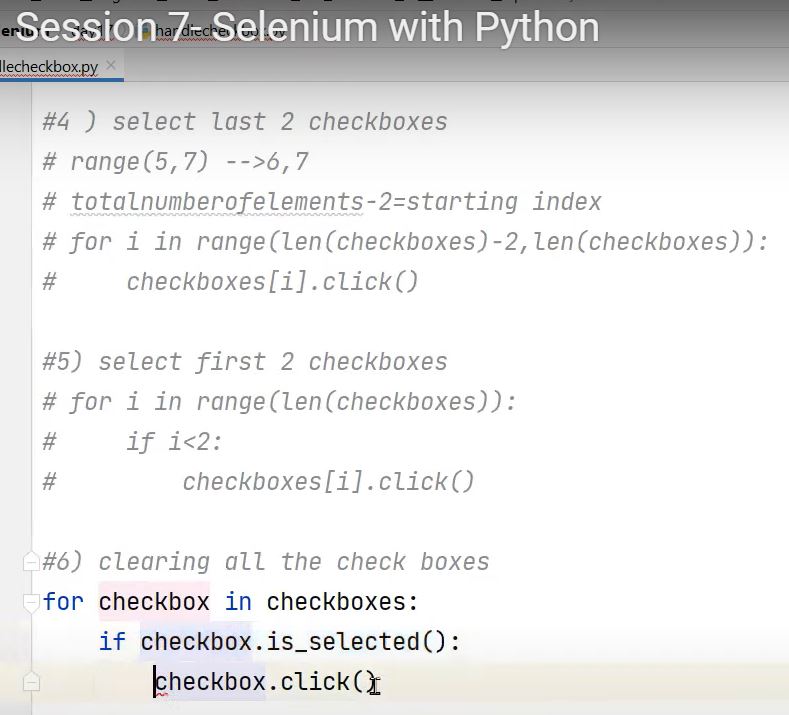 Session 7- Selenium with Python
lecheckbox.py
#4 ) select last 2 checkboxes
# range(5,7) -->6,7
# totalnumberofelements-2=starting index
# for i in range(len(checkboxes)-2,len(checkboxes)):
#     checkboxes[i].click()
#5) select first 2 checkboxes
# for i in range(len(checkboxes)):
#     if i<2:
#         checkboxes[i].click()
#6) clearing all the check boxes
for checkbox in checkboxes:
    if checkbox.is_selected():
        checkbox.click()